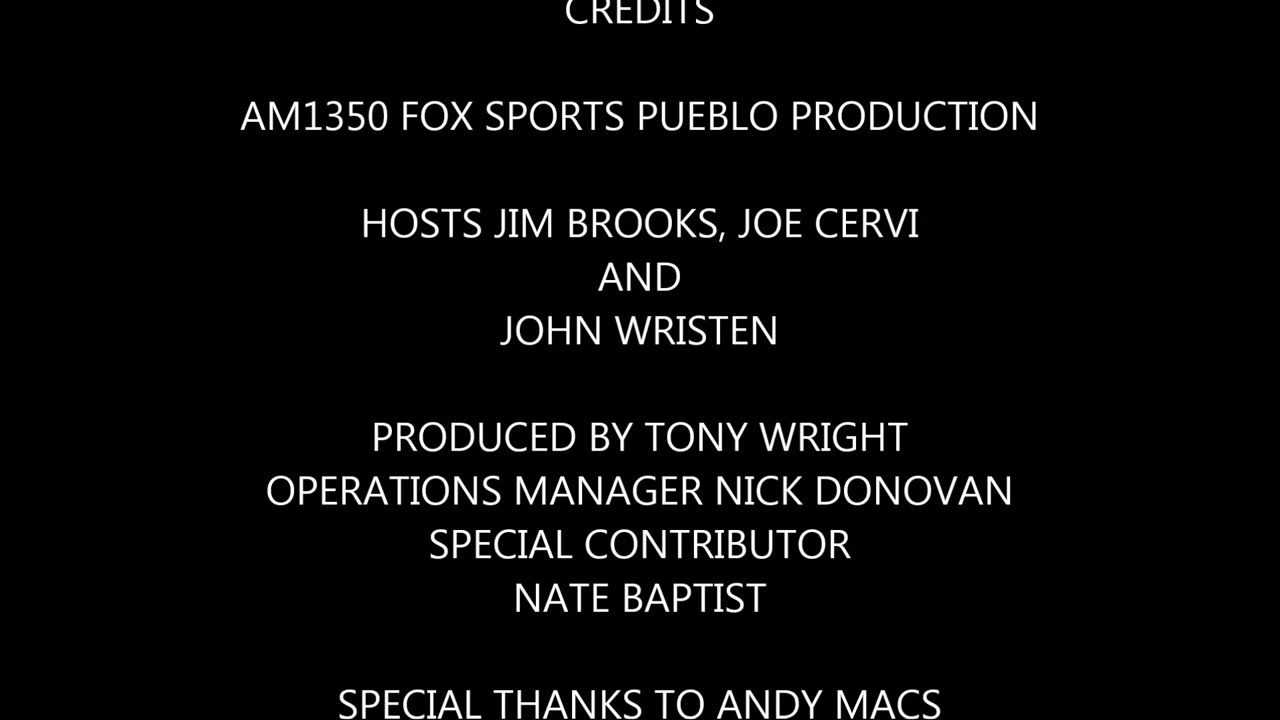 CREDITS
AM1350 FOX SPORTS PUEBLO PRODUCTION
HOSTS JIM BROOKS, JOE CERVI
AND
JOHN WRISTEN
PRODUCED BY TONY WRIGHT
OPERATIONS MANAGER NICK DONOVAN
SPECIAL CONTRIBUTOR
NATE BAPTIST
SPECIAL THANKS TO ANDY MACS